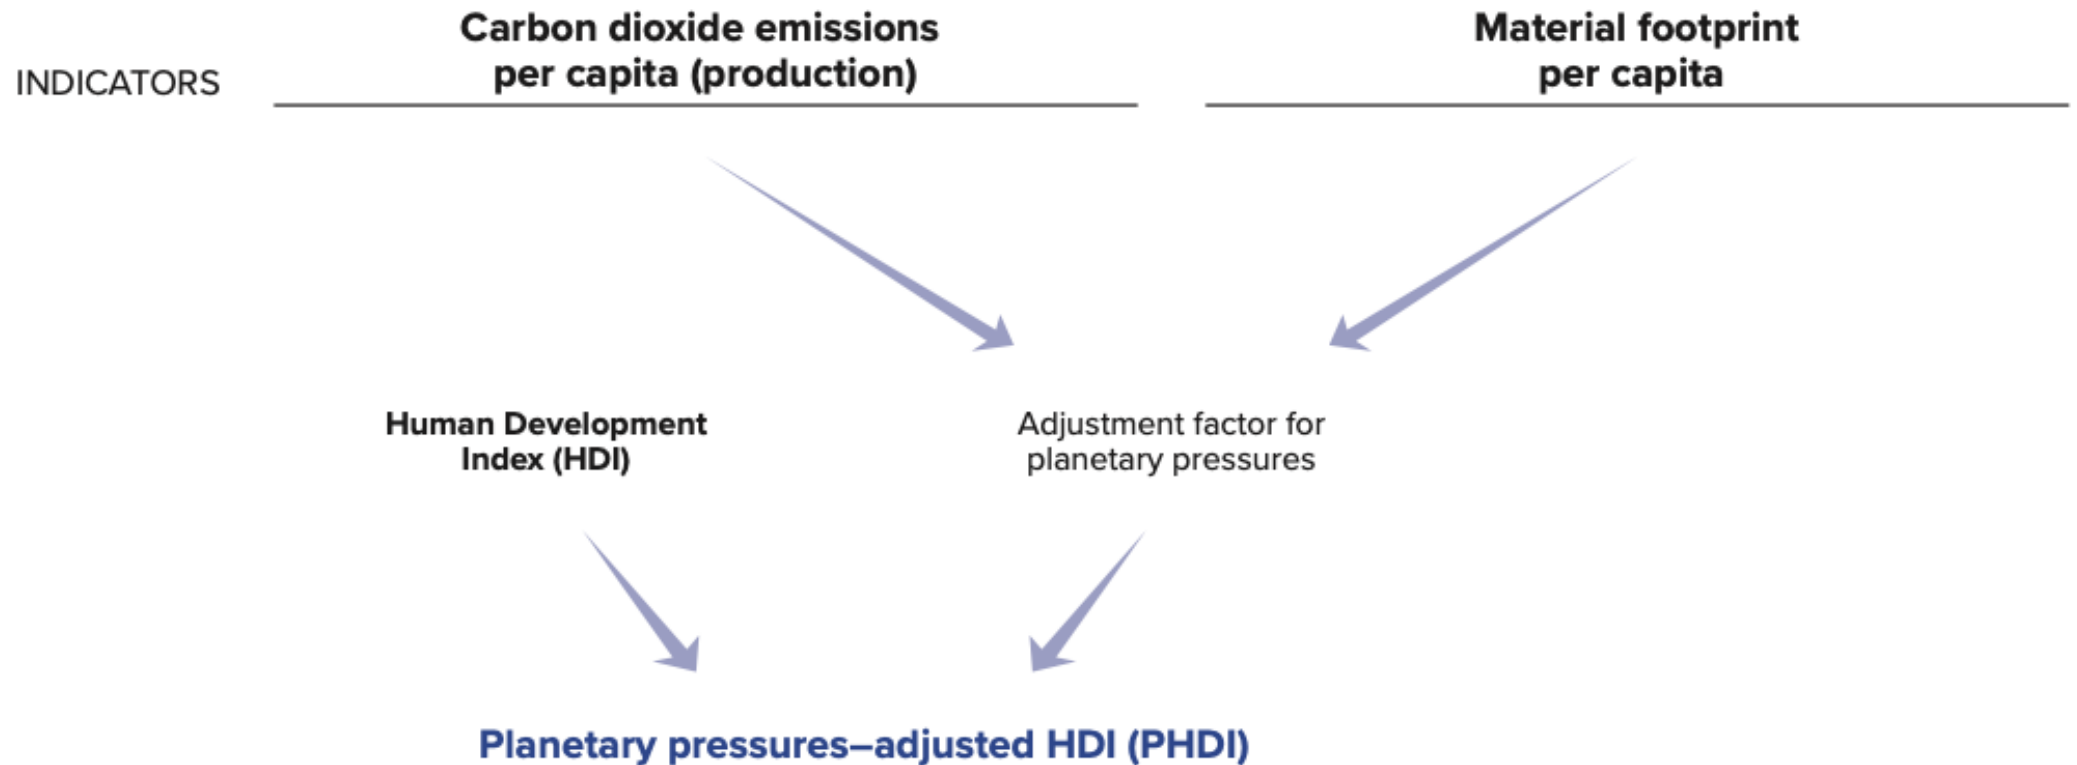 Carbon dioxide emissions
per capita (production)
Material footprint
per capita
INDICATORS
Human Development
Index (HDI)
Adjustment factor for
planetary pressures
Planetary pressures–adjusted HDI (PHDI)